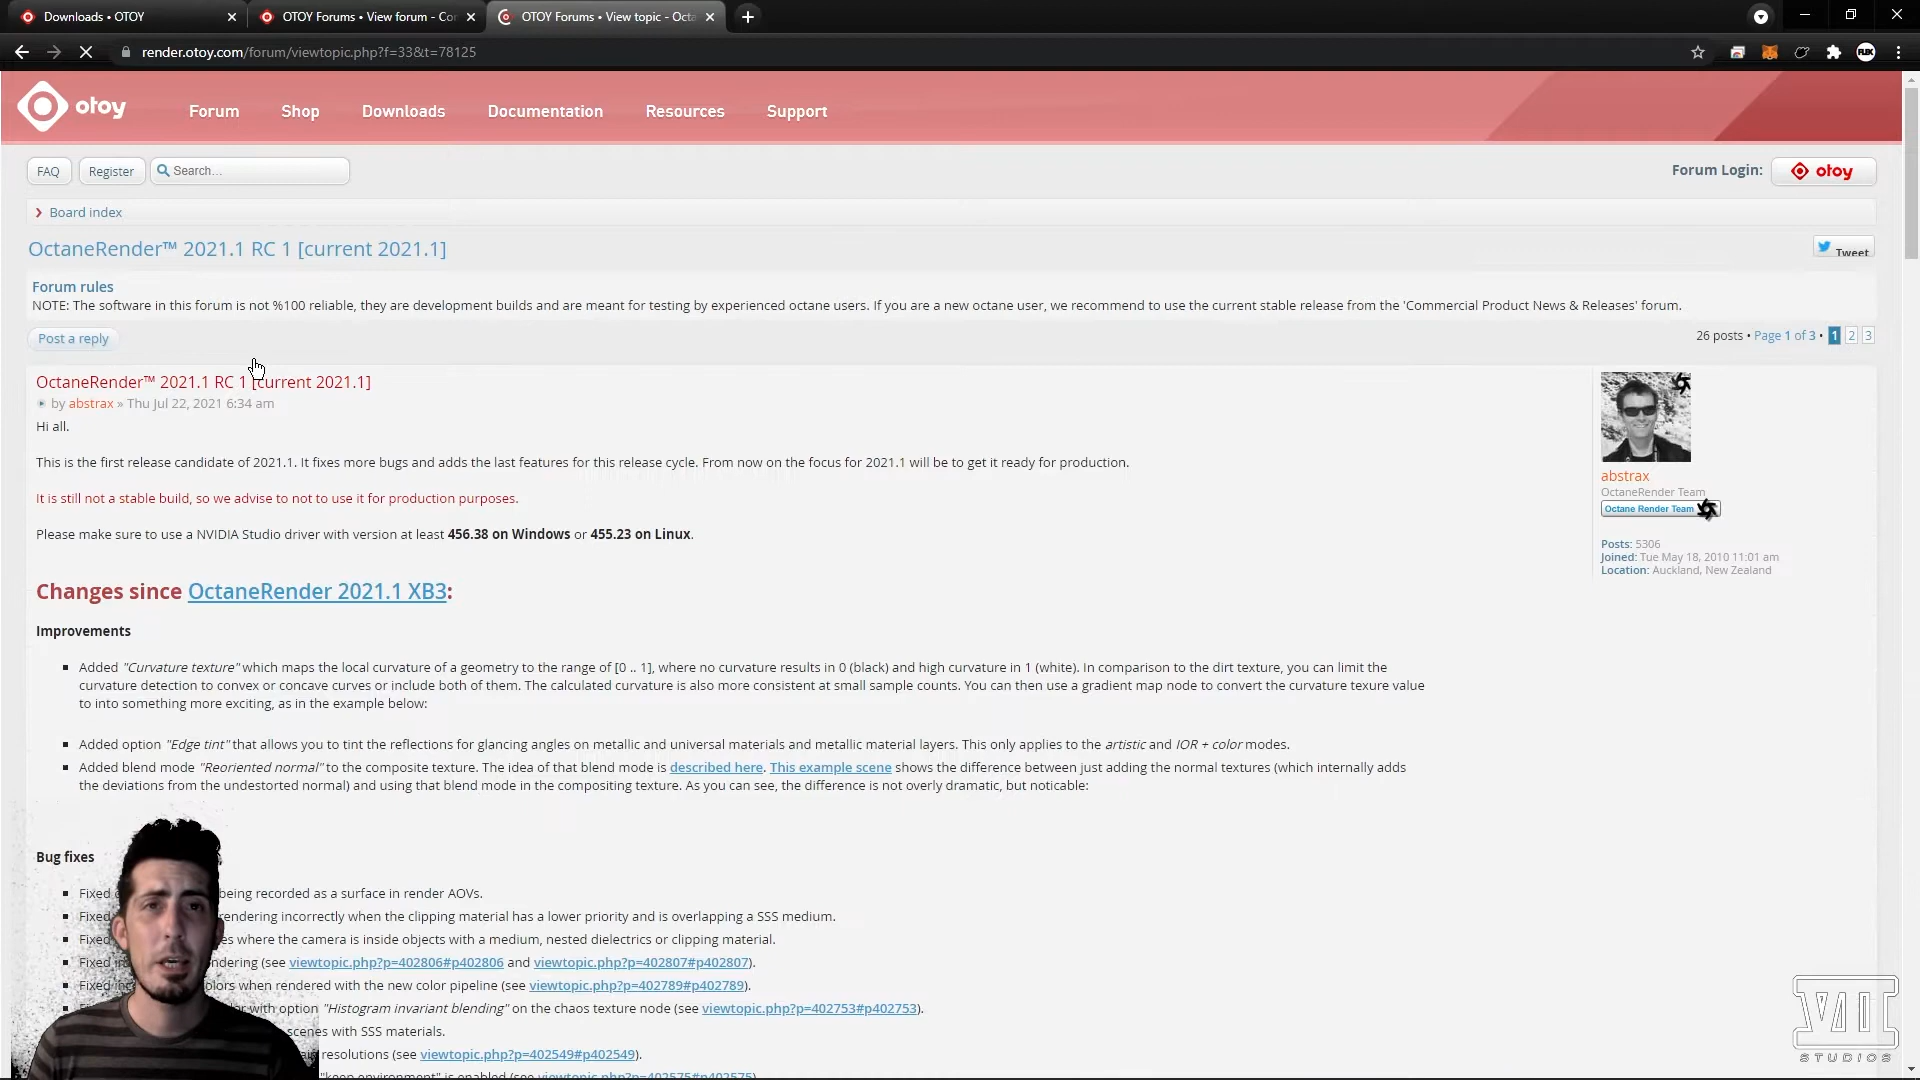 Downloads • OTOY
OTOY Forums • View forum - Cor
OTOY Forums • View topic - Octa
render.otoy.com/forum/viewtopic.php?f=33&t=78125
otoy
Forum
Shop
Downloads
Documentation
Resources
Support
FAQ
Register
Search…
Forum Login:
otoy
Board index
OctaneRender™ 2021.1 RC 1 [current 2021.1]
Tweet
Forum rules
NOTE: The software in this forum is not %100 reliable, they are development builds and are meant for testing by experienced octane users. If you are a new octane user, we recommend to use the current stable release from the 'Commercial Product News & Releases' forum.
Post a reply
26 posts • Page 1 of 3 • 1 2 3
OctaneRender™ 2021.1 RC 1 [current 2021.1]
by abstrax » Thu Jul 22, 2021 6:34 am
Hi all.
This is the first release candidate of 2021.1. It fixes more bugs and adds the last features for this release cycle. From now on the focus for 2021.1 will be to get it ready for production.
It is still not a stable build, so we advise to not to use it for production purposes.
Please make sure to use a NVIDIA Studio driver with version at least 456.38 on Windows or 455.23 on Linux.
abstrax
OctaneRender Team
Octane Render Team
Posts: 5306
Joined: Tue May 18, 2010 11:01 am
Location: Auckland, New Zealand
Changes since OctaneRender 2021.1 XB3:
Improvements
Added "Curvature texture" which maps the local curvature of a geometry to the range of [0 .. 1], where no curvature results in 0 (black) and high curvature in 1 (white). In comparison to the dirt texture, you can limit the
curvature detection to convex or concave curves or include both of them. The calculated curvature is also more consistent at small sample counts. You can then use a gradient map node to convert the curvature texure value
to into something more exciting, as in the example below:
Added option "Edge tint" that allows you to tint the reflections for glancing angles on metallic and universal materials and metallic material layers. This only applies to the artistic and IOR + color modes.
Added blend mode "Reoriented normal" to the composite texture. The idea of that blend mode is described here. This example scene shows the difference between just adding the normal textures (which internally adds
the deviations from the undestorted normal) and using that blend mode in the compositing texture. As you can see, the difference is not overly dramatic, but noticable:
Bug fixes
Fixed being recorded as a surface in render AOVs.
Fixed rendering incorrectly when the clipping material has a lower priority and is overlapping a SSS medium.
Fixed where the camera is inside objects with a medium, nested dielectrics or clipping material.
Fixed (see viewtopic.php?p=402806#p402806 and viewtopic.php?p=402807#p402807).
Fixed when rendered with the new color pipeline (see viewtopic.php?p=402789#p402789).
with option "Histogram invariant blending" on the chaos texture node (see viewtopic.php?p=402753#p402753).
scenes with SSS materials.
resolutions (see viewtopic.php?p=402549#p402549).
"keep environment" is enabled (see viewtopic.php?p=402575#p402575).
VII
STUDIOS